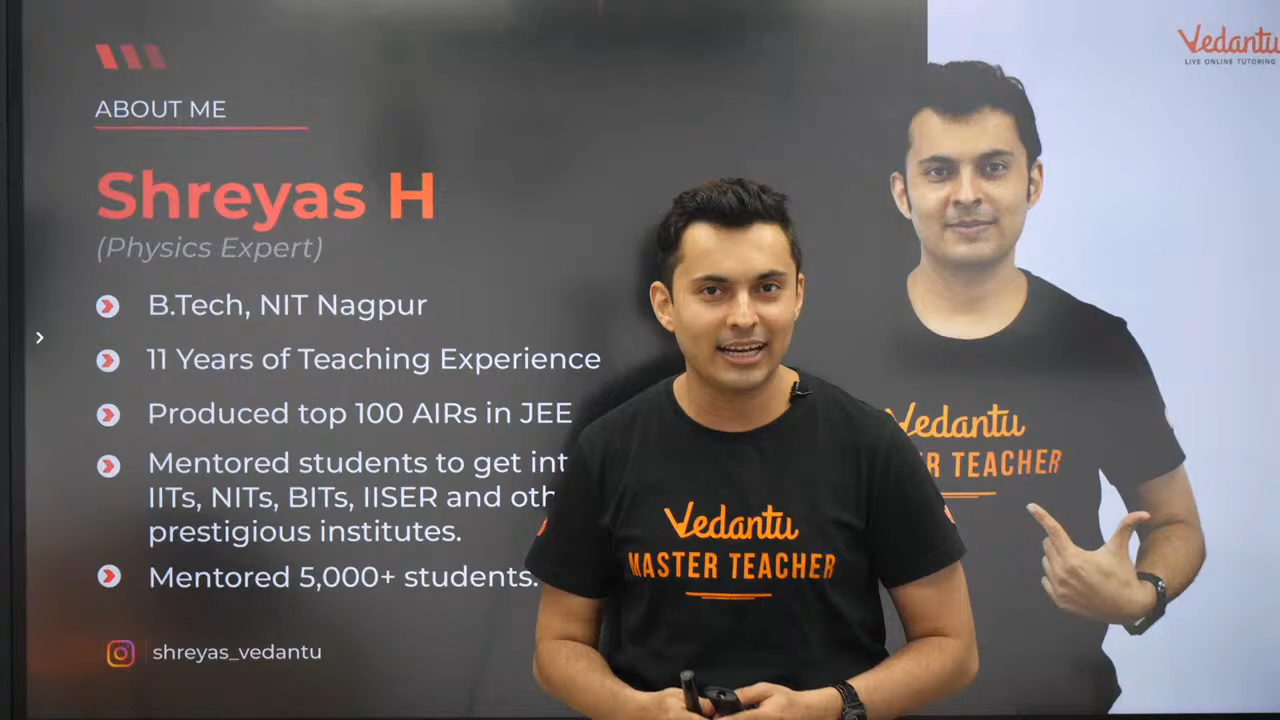 Vedantu
LIVE ONLINE TUTORING
ABOUT ME
Shreyas H
(Physics Expert)
B.Tech, NIT Nagpur
11 Years of Teaching Experience
Produced top 100 AIRs in JEE
Mentored students to get
IITs, NITs, BITs, IISER and
prestigious institutes.
Mentored 5,000+ students.
shreyas_vedantu
Vedantu
MASTER TEACHER
Vedantu
TEACHER